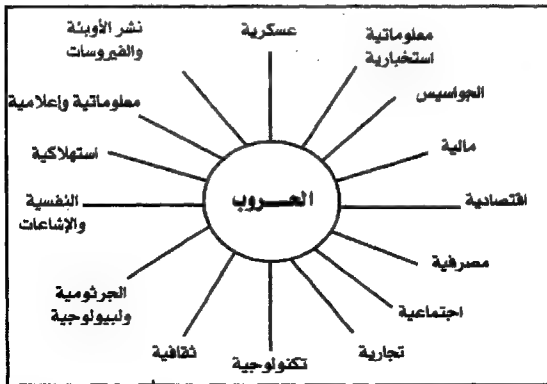 عسكرية
معلوماتية
استخبارية
الجواسيس
مالية
اقتصادية
مصرفية
اجتماعية
تجارية
تكنولوجية
ثقافية
الجرثومية
ولبيولوجية
النفسية
والإشاعات
استهلاكية
معلوماتية وإعلامية
نشر الأوبئة
والفيروسات
الحـــروب